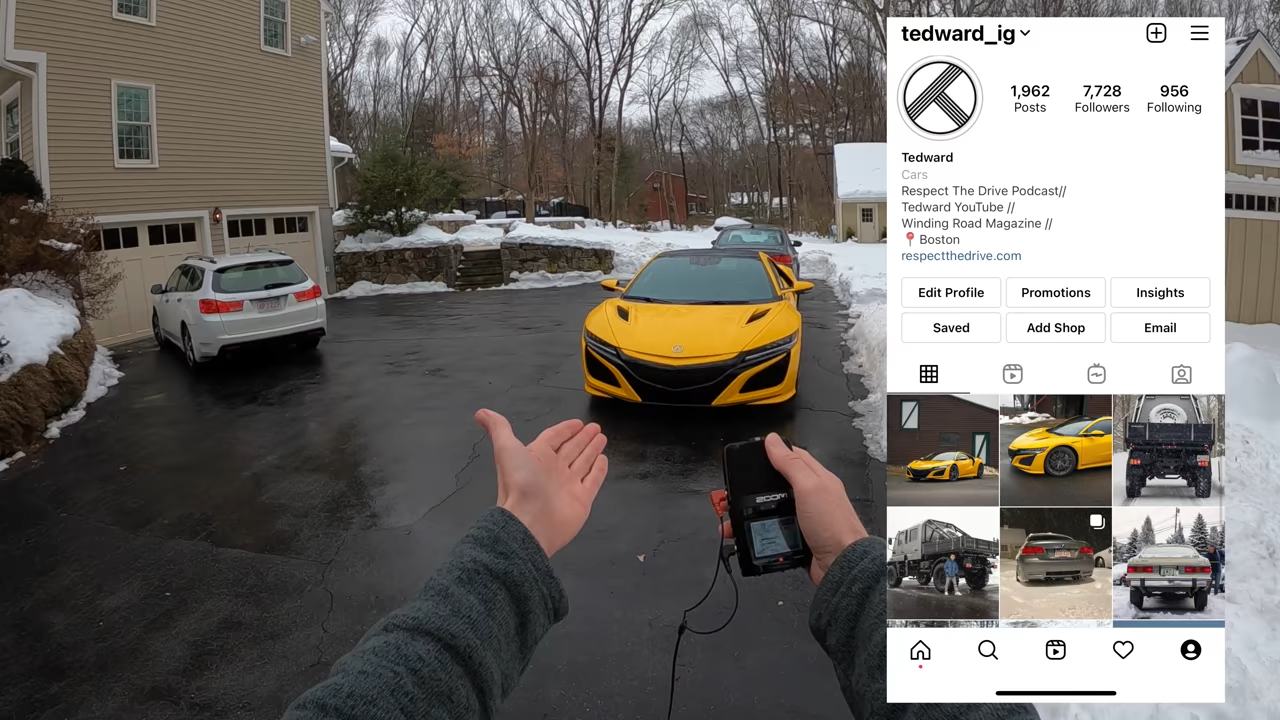 tedward_ig
1,962
Posts
7,728
Followers
956
Following
Tedward
Cars
Respect The Drive Podcast//
Tedward YouTube //
Winding Road Magazine //
Boston
respectthedrive.com
Edit Profile
Promotions
Insights
Saved
Add Shop
Email
ZOOM